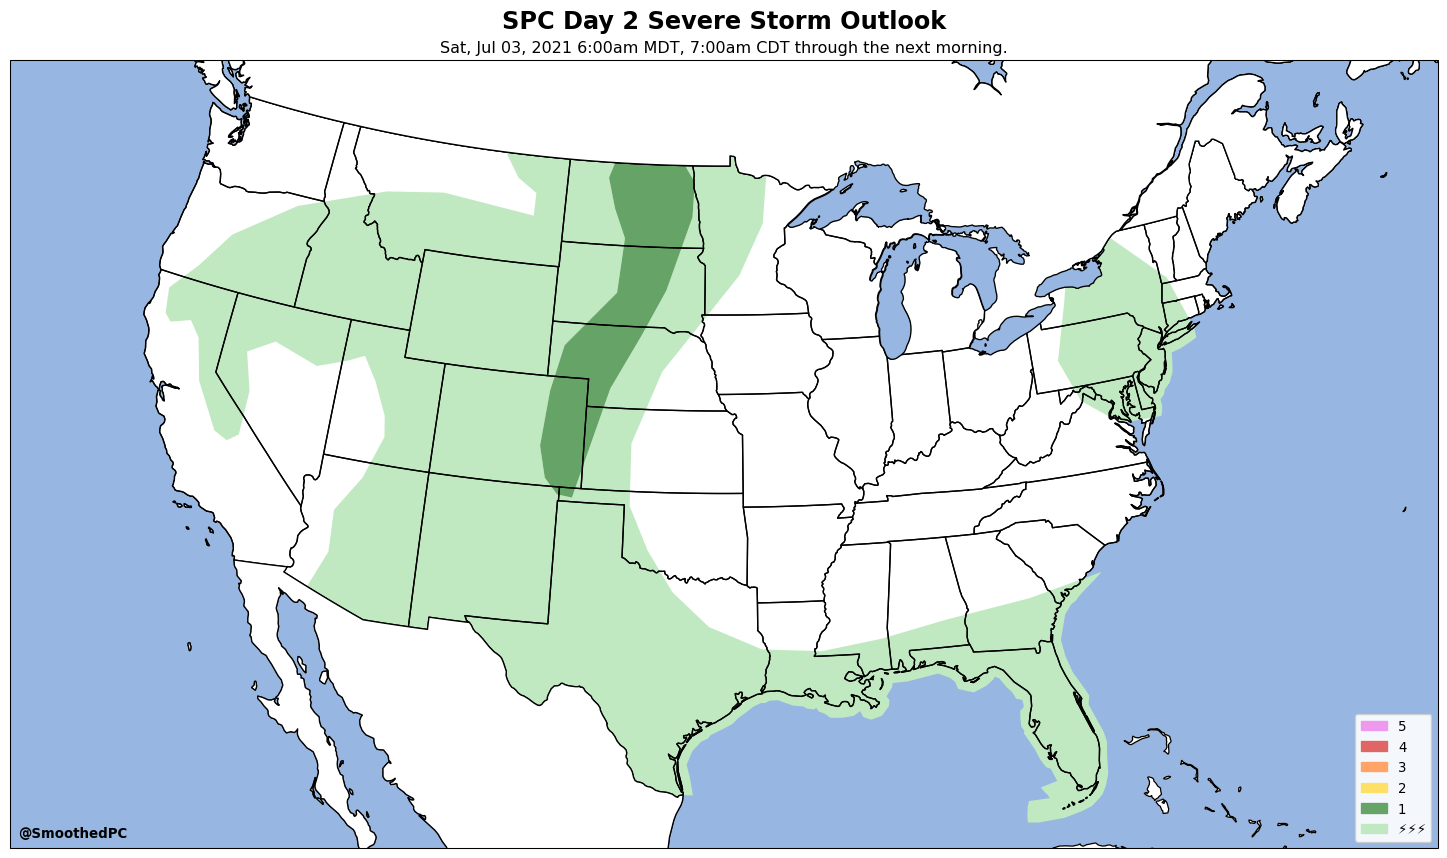 SPC Day 2 Severe Storm Outlook
Sat, Jul 03, 2021 6:00am MDT, 7:00am CDT through the next morning.
5
4
3
2
1
⚡⚡⚡
@SmoothedPC